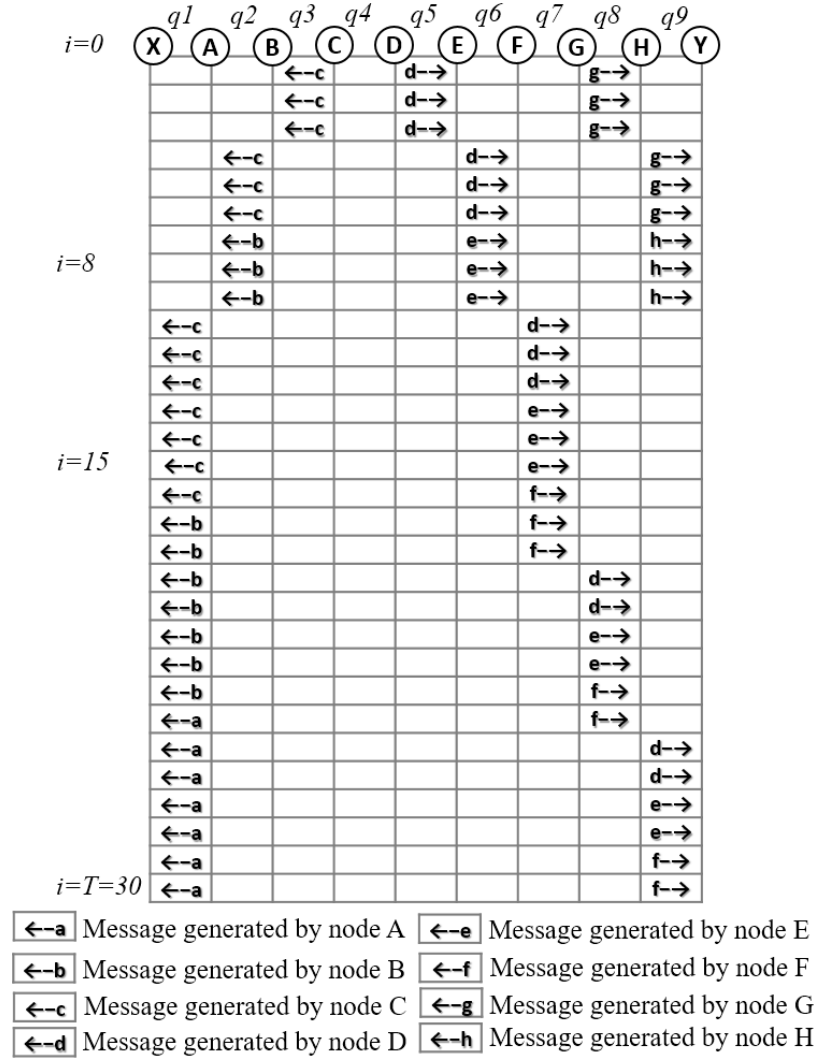 q1 q2 q3 q4 q5 q6 q7 q8 q9
i=0 X A B C D E F G H Y
←–c d–→ g–→
←–c d–→ g–→
←–c d–→ g–→
←–c d–→ g–→
←–c d–→ g–→
←–c d–→ g–→
←–b e–→ h–→
i=8 ←–b e–→ h–→
←–b e–→ h–→
←–c d–→
←–c d–→
←–c d–→
←–c e–→
←–c e–→
i=15 ←–c e–→
←–c f–→
←–b f–→
←–b f–→
←–b d–→
←–b d–→
←–b e–→
←–b e–→
←–b f–→
←–a f–→
←–a d–→
←–a d–→
←–a e–→
←–a e–→
←–a f–→
i=T=30 ←–a f–→
←–a Message generated by node A ←–e Message generated by node E
←–b Message generated by node B ←–f Message generated by node F
←–c Message generated by node C ←–g Message generated by node G
←–d Message generated by node D ←–h Message generated by node H